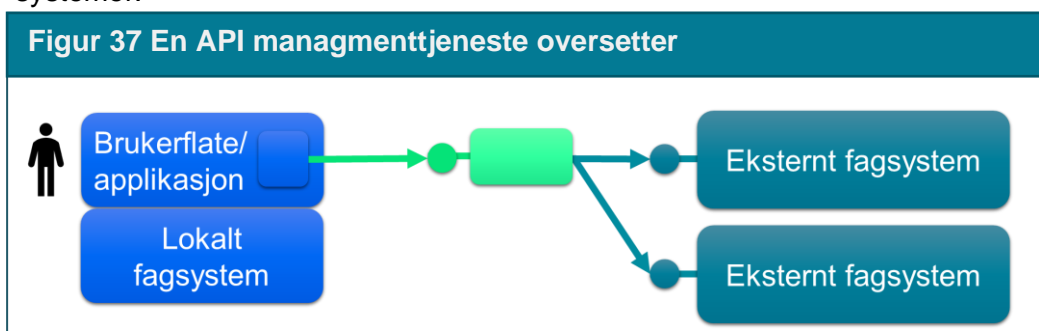 Figur 37 En API managmenttjeneste oversetter
Brukerflate/
applikasjon
Lokalt
fagsystem
Eksternt fagsystem
Eksternt fagsystem